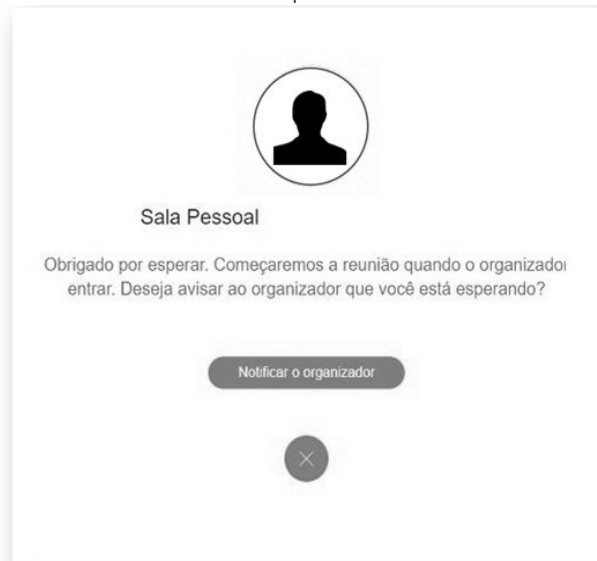 Sala Pessoal
Obrigado por esperar. Começaremos a reunião quando o organizador
entrar. Deseja avisar ao organizador que você está esperando?
Notificar o organizador